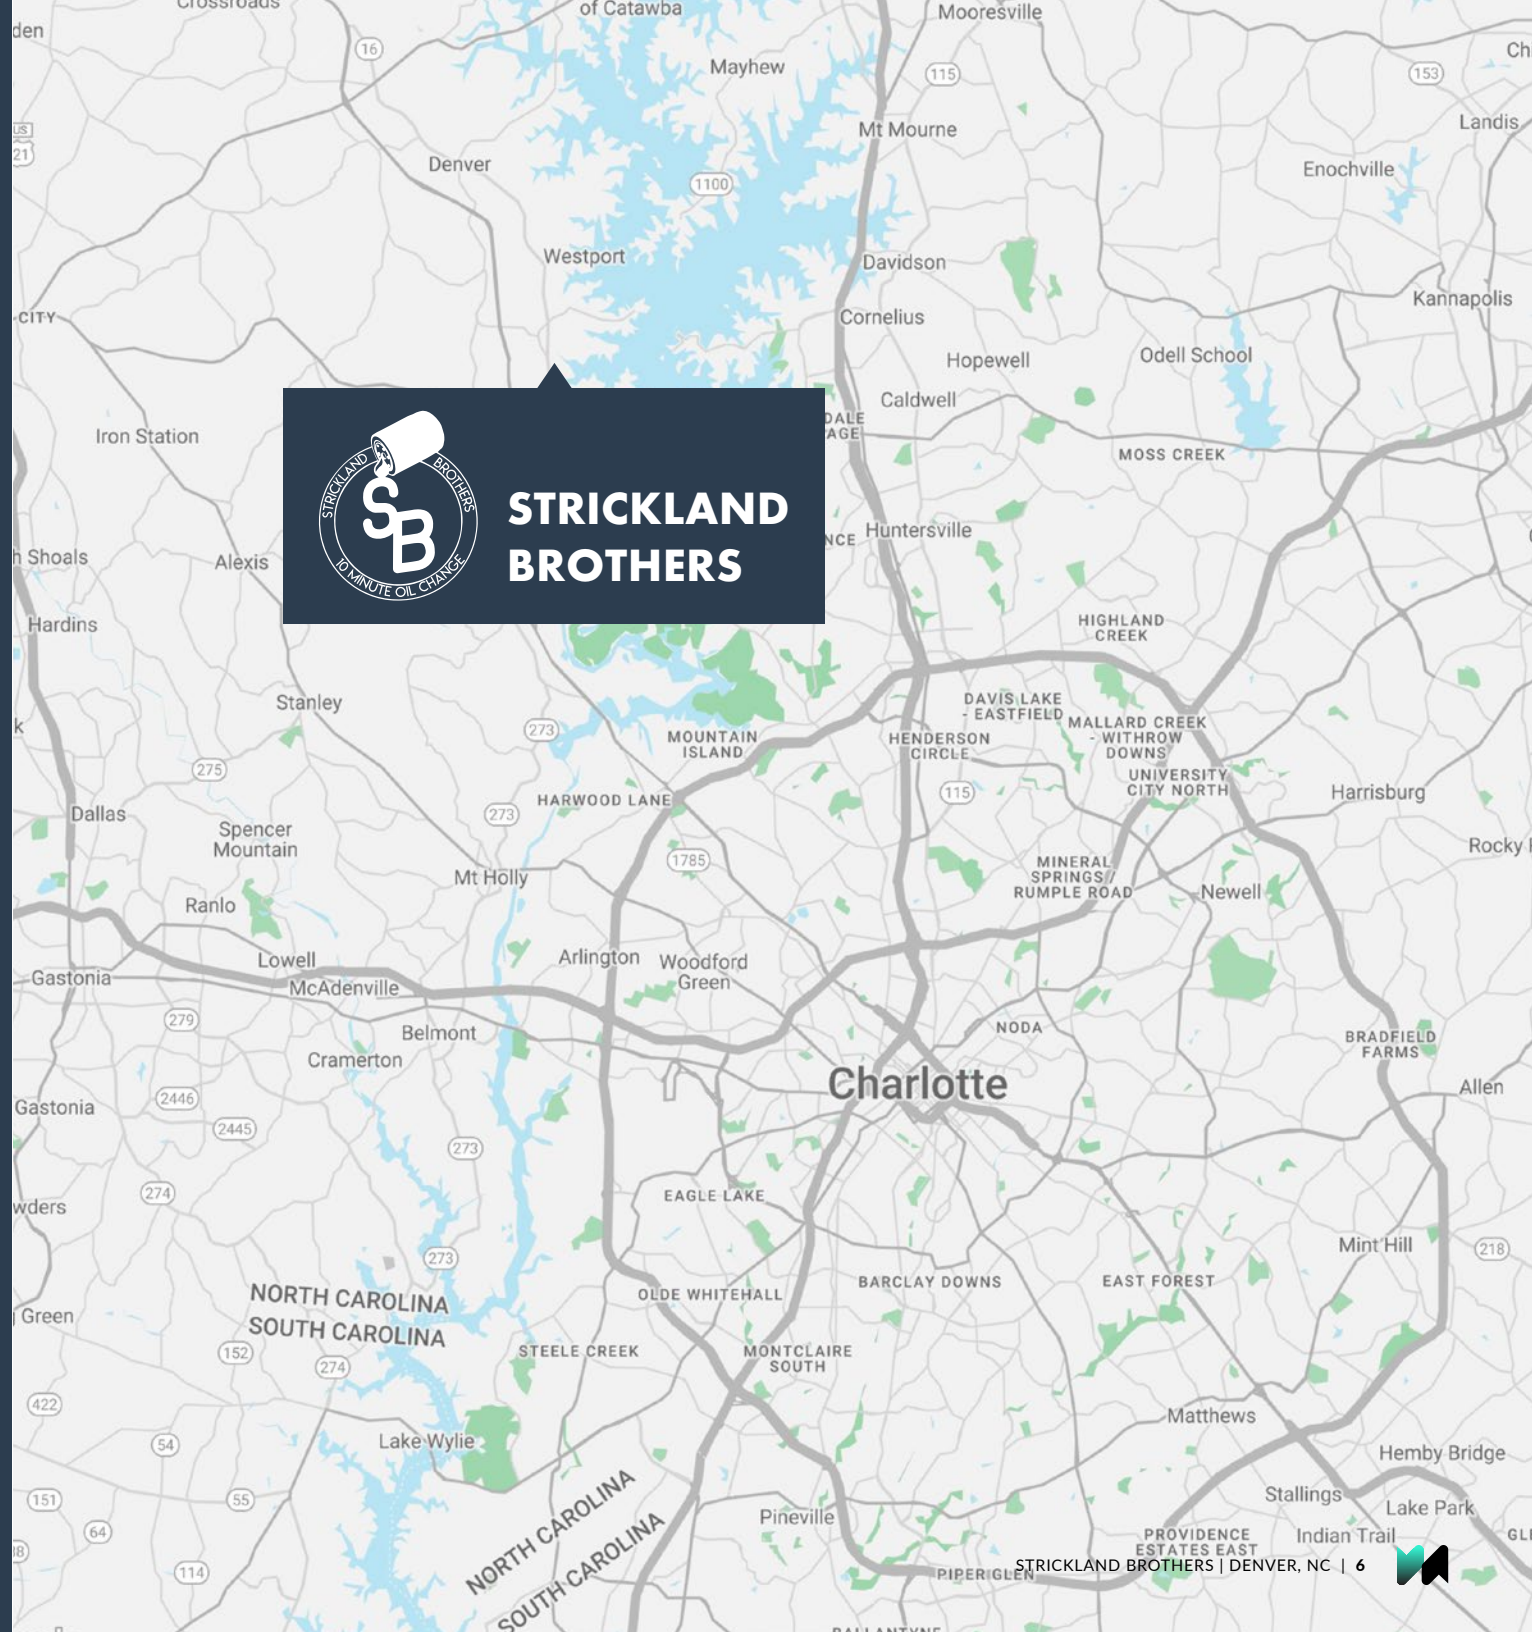 Crossroads
of Catawba
Mooresville
den
16
Mayhew
115
153
Ch
US
21
Mt Mourne
Landis
Denver
1100
Enochville
Westport
Davidson
Kannapolis
CITY
Cornelius
Hopewell
Odell School
Caldwell
DALE
AGE
Iron Station
MOSS CREEK
STRICKLAND BROTHERS
10 MINUTE OIL CHANGE
SB
STRICKLAND
BROTHERS
NCE
Huntersville
h Shoals
Alexis
Hardins
HIGHLAND
CREEK
Stanley
DAVIS LAKE
- EASTFIELD
k
273
MOUNTAIN
ISLAND
HENDERSON
CIRCLE
MALLARD CREEK
- WITHROW
DOWNS
275
UNIVERSITY
CITY NORTH
115
Harrisburg
HARWOOD LANE
Dallas
273
Spencer
Mountain
Rocky
1785
MINERAL
SPRINGS /
RUMPLE ROAD
Mt Holly
Newell
Ranlo
Lowell
Arlington
Woodford
Green
Gastonia
McAdenville
279
Belmont
NODA
BRADFIELD
FARMS
Cramerton
Charlotte
Allen
2446
Gastonia
2445
273
274
EAGLE LAKE
wders
Mint Hill
218
273
BARCLAY DOWNS
EAST FOREST
NORTH CAROLINA
SOUTH CAROLINA
OLDE WHITEHALL
Green
152
274
STEELE CREEK
MONTCLAIRE
SOUTH
422
Matthews
54
Lake Wylie
Hemby Bridge
151
55
NORTH CAROLINA
SOUTH CAROLINA
Stallings
Lake Park
64
Pineville
PROVIDENCE
ESTATES EAST
Indian Trail
GLE
114
PIPER GLEN
STRICKLAND BROTHERS | DENVER, NC | 6
BALLANTYNE